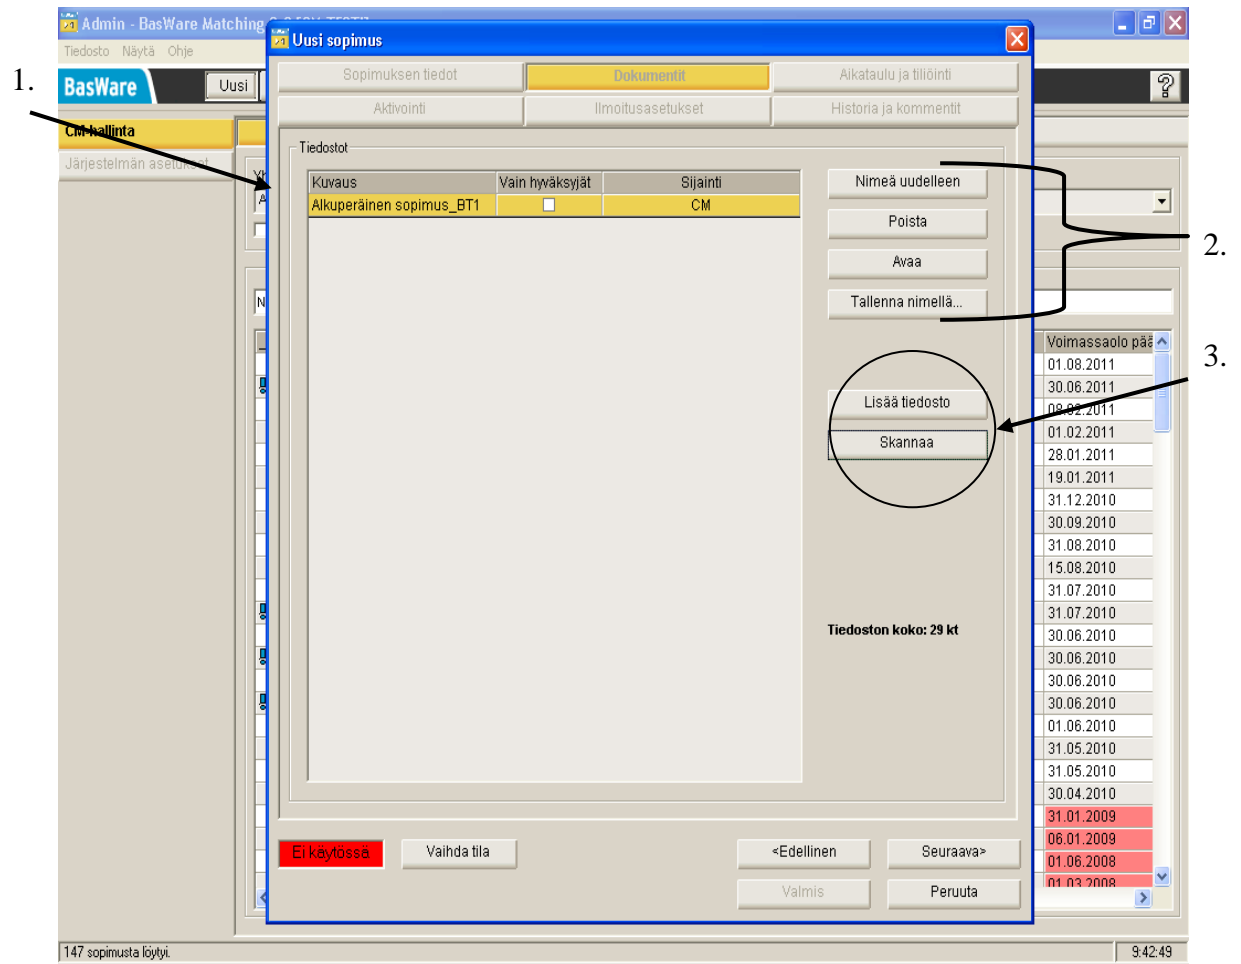 Admin - BasWare Matching
Tiedosto Näytä Ohje
BasWare
Uusi
CM-hallinta
Järjestelmän asetukset
1.
Uusi sopimus
Sopimuksen tiedot
Dokumentit
Aikataulu ja tiliöinti
Aktivointi
Ilmoitusasetukset
Historia ja kommentit
Tiedostot
Kuvaus Vain hyväksyjät Sijainti
Alkuperäinen sopimus_BT1 CM
Nimeä uudelleen
Poista
Avaa
Tallenna nimellä...
2.
Lisää tiedosto
Skannaa
3.
Tiedoston koko: 29 kt
Ei käytössä
Vaihda tila
<Edellinen
Seuraava>
Valmis
Peruuta
Voimassaolo pää
01.08.2011
30.06.2011
08.02.2011
01.02.2011
28.01.2011
19.01.2011
31.12.2010
30.09.2010
31.08.2010
15.08.2010
31.07.2010
31.07.2010
30.06.2010
30.06.2010
30.06.2010
30.06.2010
01.06.2010
31.05.2010
31.05.2010
30.04.2010
31.01.2009
06.01.2009
01.06.2008
01.03.2008
147 sopimusta löytyi.
9:42:49